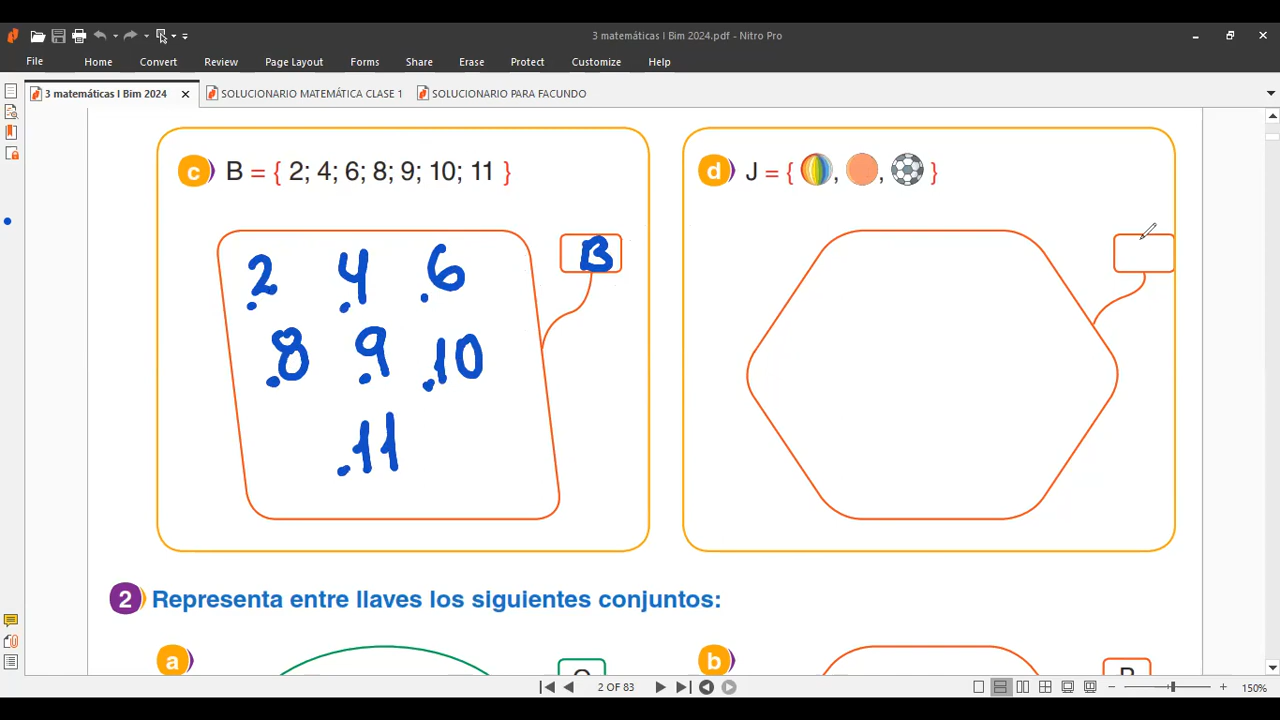 3 matemáticas I Bim 2024.pdf - Nitro Pro
File Home Convert Review Page Layout Forms Share Erase Protect Customize Help
3 matemáticas I Bim 2024 SOLUCIONARIO MATEMÁTICA CLASE 1 SOLUCIONARIO PARA FACUNDO
c B = { 2; 4; 6; 8; 9; 10; 11 }
B
.2 .4 .6
.8 .9 .10
.11
d J = { , , }
2 Representa entre llaves los siguientes conjuntos:
a
b
2 OF 83
150%